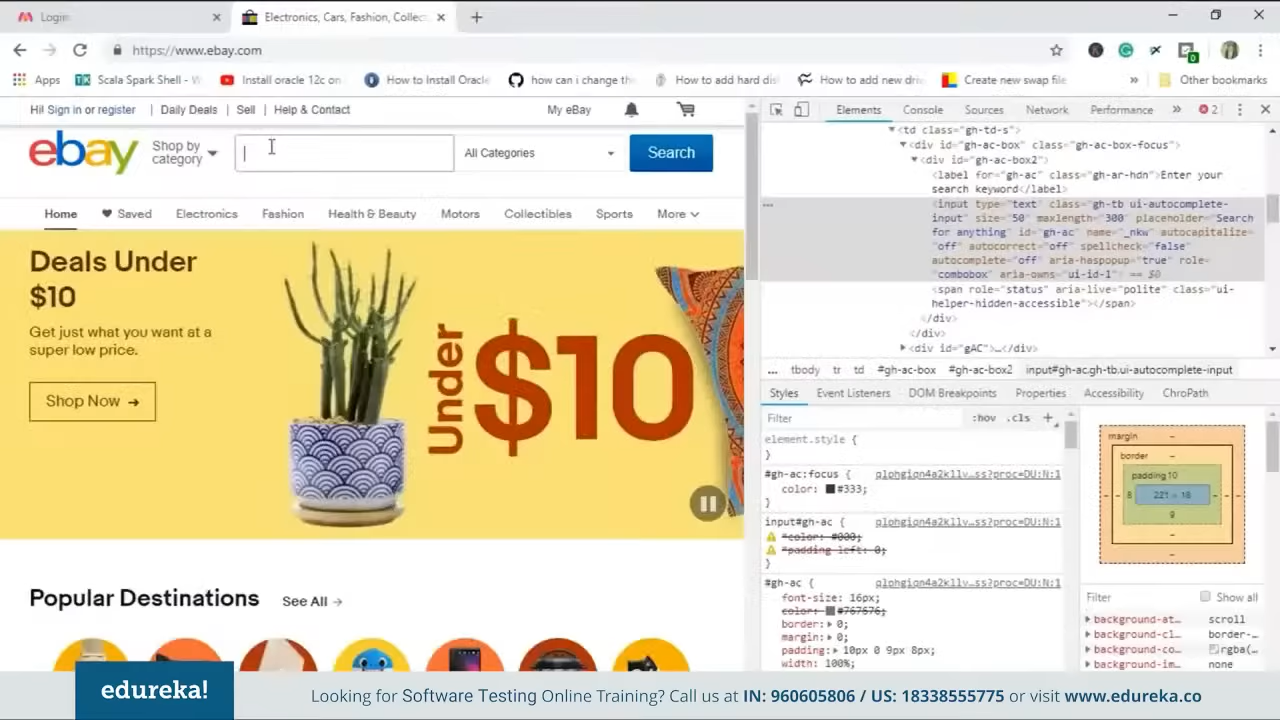 Login
Electronics, Cars, Fashion, Collec
https://www.ebay.com
Apps Scala Spark Shell - Install oracle 12c on How to Install Oracle how can i change the How to add hard dis How to add new driv Create new swap file » Other bookmarks
Hi! Sign in or register | Daily Deals | Sell | Help & Contact My eBay
ebay Shop by category All Categories Search
Home Saved Electronics Fashion Health & Beauty Motors Collectibles Sports More
Deals Under
$10
Get just what you want at a
super low price.
Shop Now →
Under $10
Popular Destinations See All →
Elements Console Sources Network Performance » 2
<td class="gh-td-s">
<div id="gh-ac-box" class="gh-ac-box-focus">
<div id="gh-ac-box2">
<label for="gh-ac" class="gh-ar-hdn">Enter your
search keyword</label>
<input type="text" class="gh-tb ui-autocomplete-
input" size="50" maxlength="300" placeholder="Search
for anything" id="gh-ac" name="_nkw" autocapitalize=
"off" autocorrect="off" spellcheck="false"
autocomplete="off" aria-haspopup="true" role=
"combobox" aria-owns="ui-id-1"> == $0
<span role="status" aria-live="polite" class="ui-
helper-hidden-accessible"></span>
</div>
</div>
<div id="gAC">…</div>
... tbody tr td #gh-ac-box #gh-ac-box2 input#gh-ac.gh-tb.ui-autocomplete-input
Styles Event Listeners DOM Breakpoints Properties Accessibility ChroPath
Filter :hov .cls +
element.style {
}
#gh-ac:focus {
color: #333;
}
input#gh-ac {
*color: #000;
*padding left: 0;
}
#gh-ac {
font-size: 16px;
color: #767676;
border: 0;
margin: 0;
padding: 10px 0 9px 8px;
width: 100%;
margin –
border –
padding 10
8 221 × 18 –
9
–
–
Filter Show all
background-at… scroll
background-cl… border-…
background-co… rgba(…
background-im… none
edureka!
Looking for Software Testing Online Training? Call us at IN: 960605806 / US: 18338555775 or visit www.edureka.co